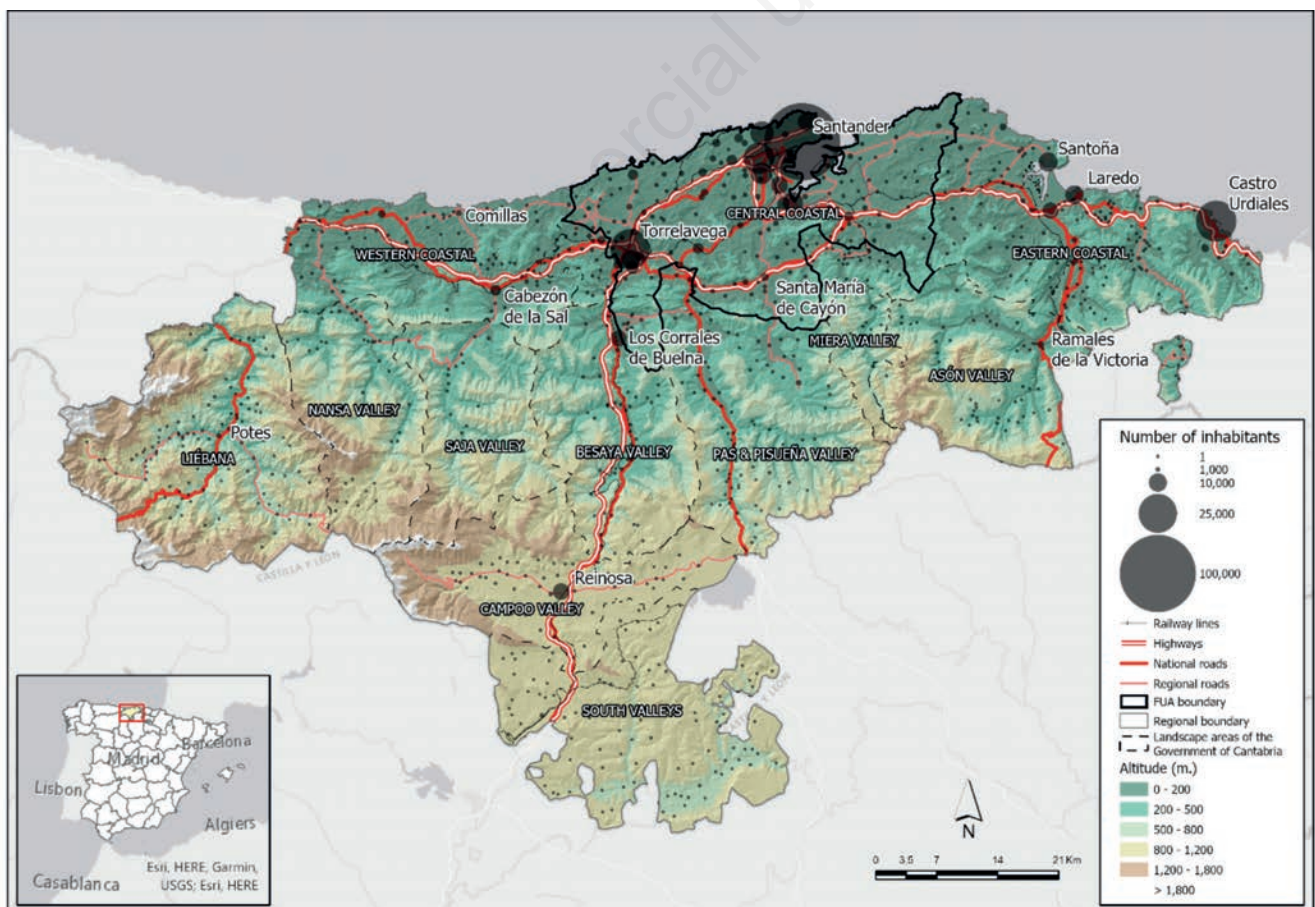 ercial u
Santander
Santoña
Laredo
Castro
Urdiales
Comillas
CENTRAL COASTAL
Torrelavega
WESTERN COASTAL
EASTERN COASTAL
Cabezón
de la Sal
Santa María
de Cayón
Los Corrales
de Buelna
MIERA VALLEY
Ramales
de la Victoria
ASÓN VALLEY
NANSA VALLEY
Potes
LIÉBANA
SAJA VALLEY
BESAYA VALLEY
PAS & PISUEÑA VALLEY
CASTILLA Y LEÓN
Reinosa
CAMPOO VALLEY
SOUTH VALLEYS
CASTILLA Y LEÓN
Number of inhabitants
1
1,000
10,000
25,000
100,000
Railway lines
Highways
National roads
Regional roads
FUA boundary
Regional boundary
Landscape areas of the
Government of Cantabria
Altitude (m.)
0 - 200
200 - 500
500 - 800
800 - 1,200
1,200 - 1,800
> 1,800
Barcelona
Madrid
Lisbon
Algiers
Casablanca
Esri, HERE, Garmin,
USGS; Esri, HERE
N
0 3.5 7 14 21 Km